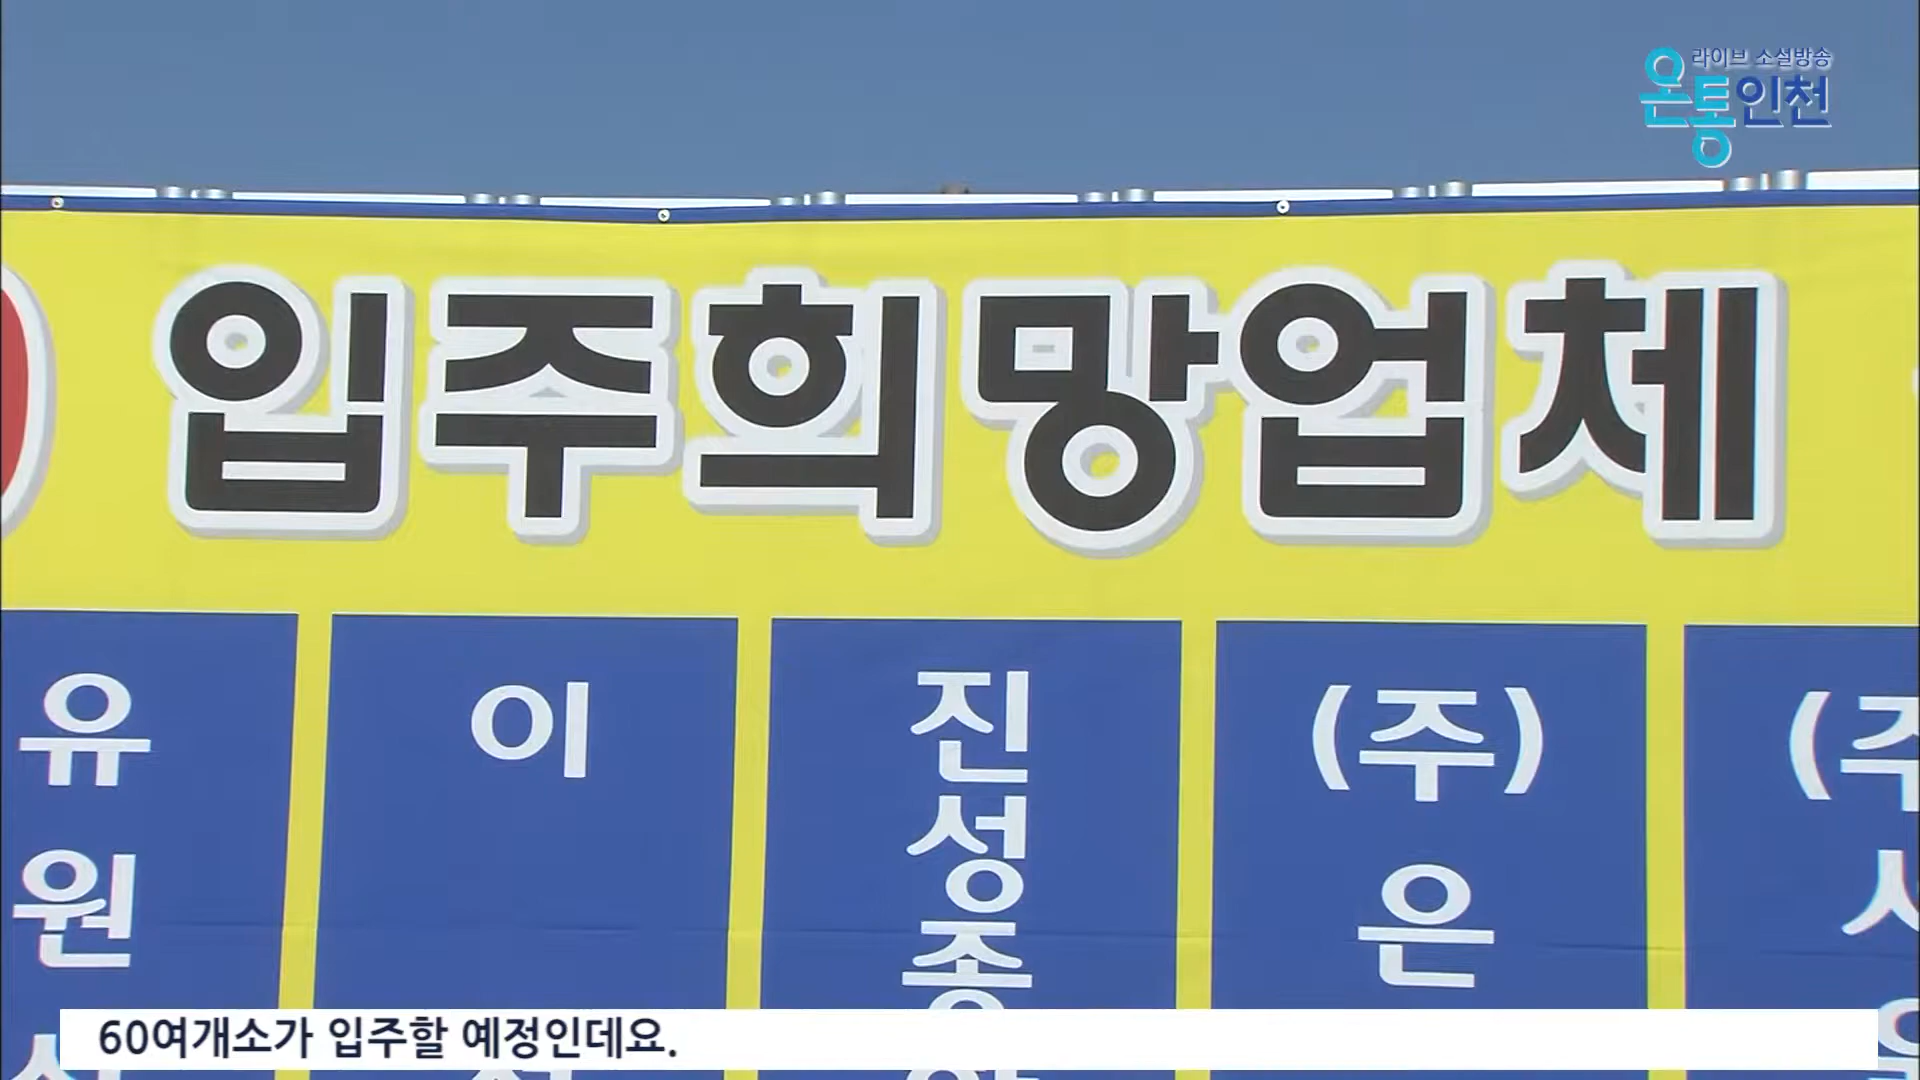 라이브 소셜방송
온통인천
입주희망업체
유원
이
진성종
(주)은
(주
60여개소가 입주할 예정인데요.